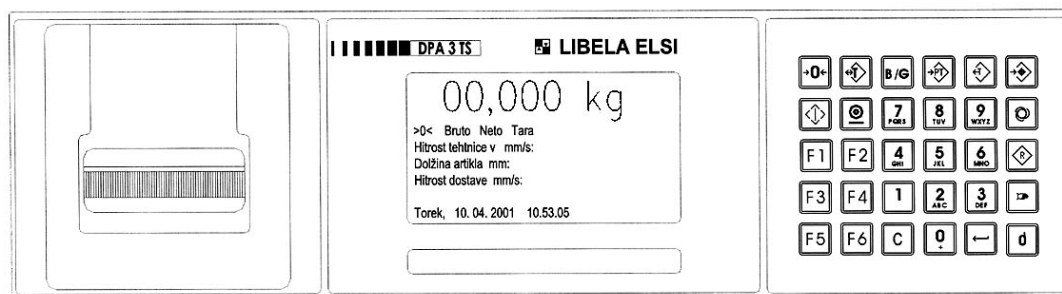 DPA 3 TS
LIBELA ELSI
00,000 kg
>0< Bruto Neto Tara
Hitrost tehtnice v mm/s:
Dolžina artikla mm:
Hitrost dostave mm/s:
Torek, 10. 04. 2001 10.53.05
→0← T B/G PT T
7 PQRS 8 TUV 9 WXYZ
F1 F2 4 GHI 5 JKL 6 MNO R
F3 F4 1 2 ABC 3 DEF
F5 F6 C 0 + d